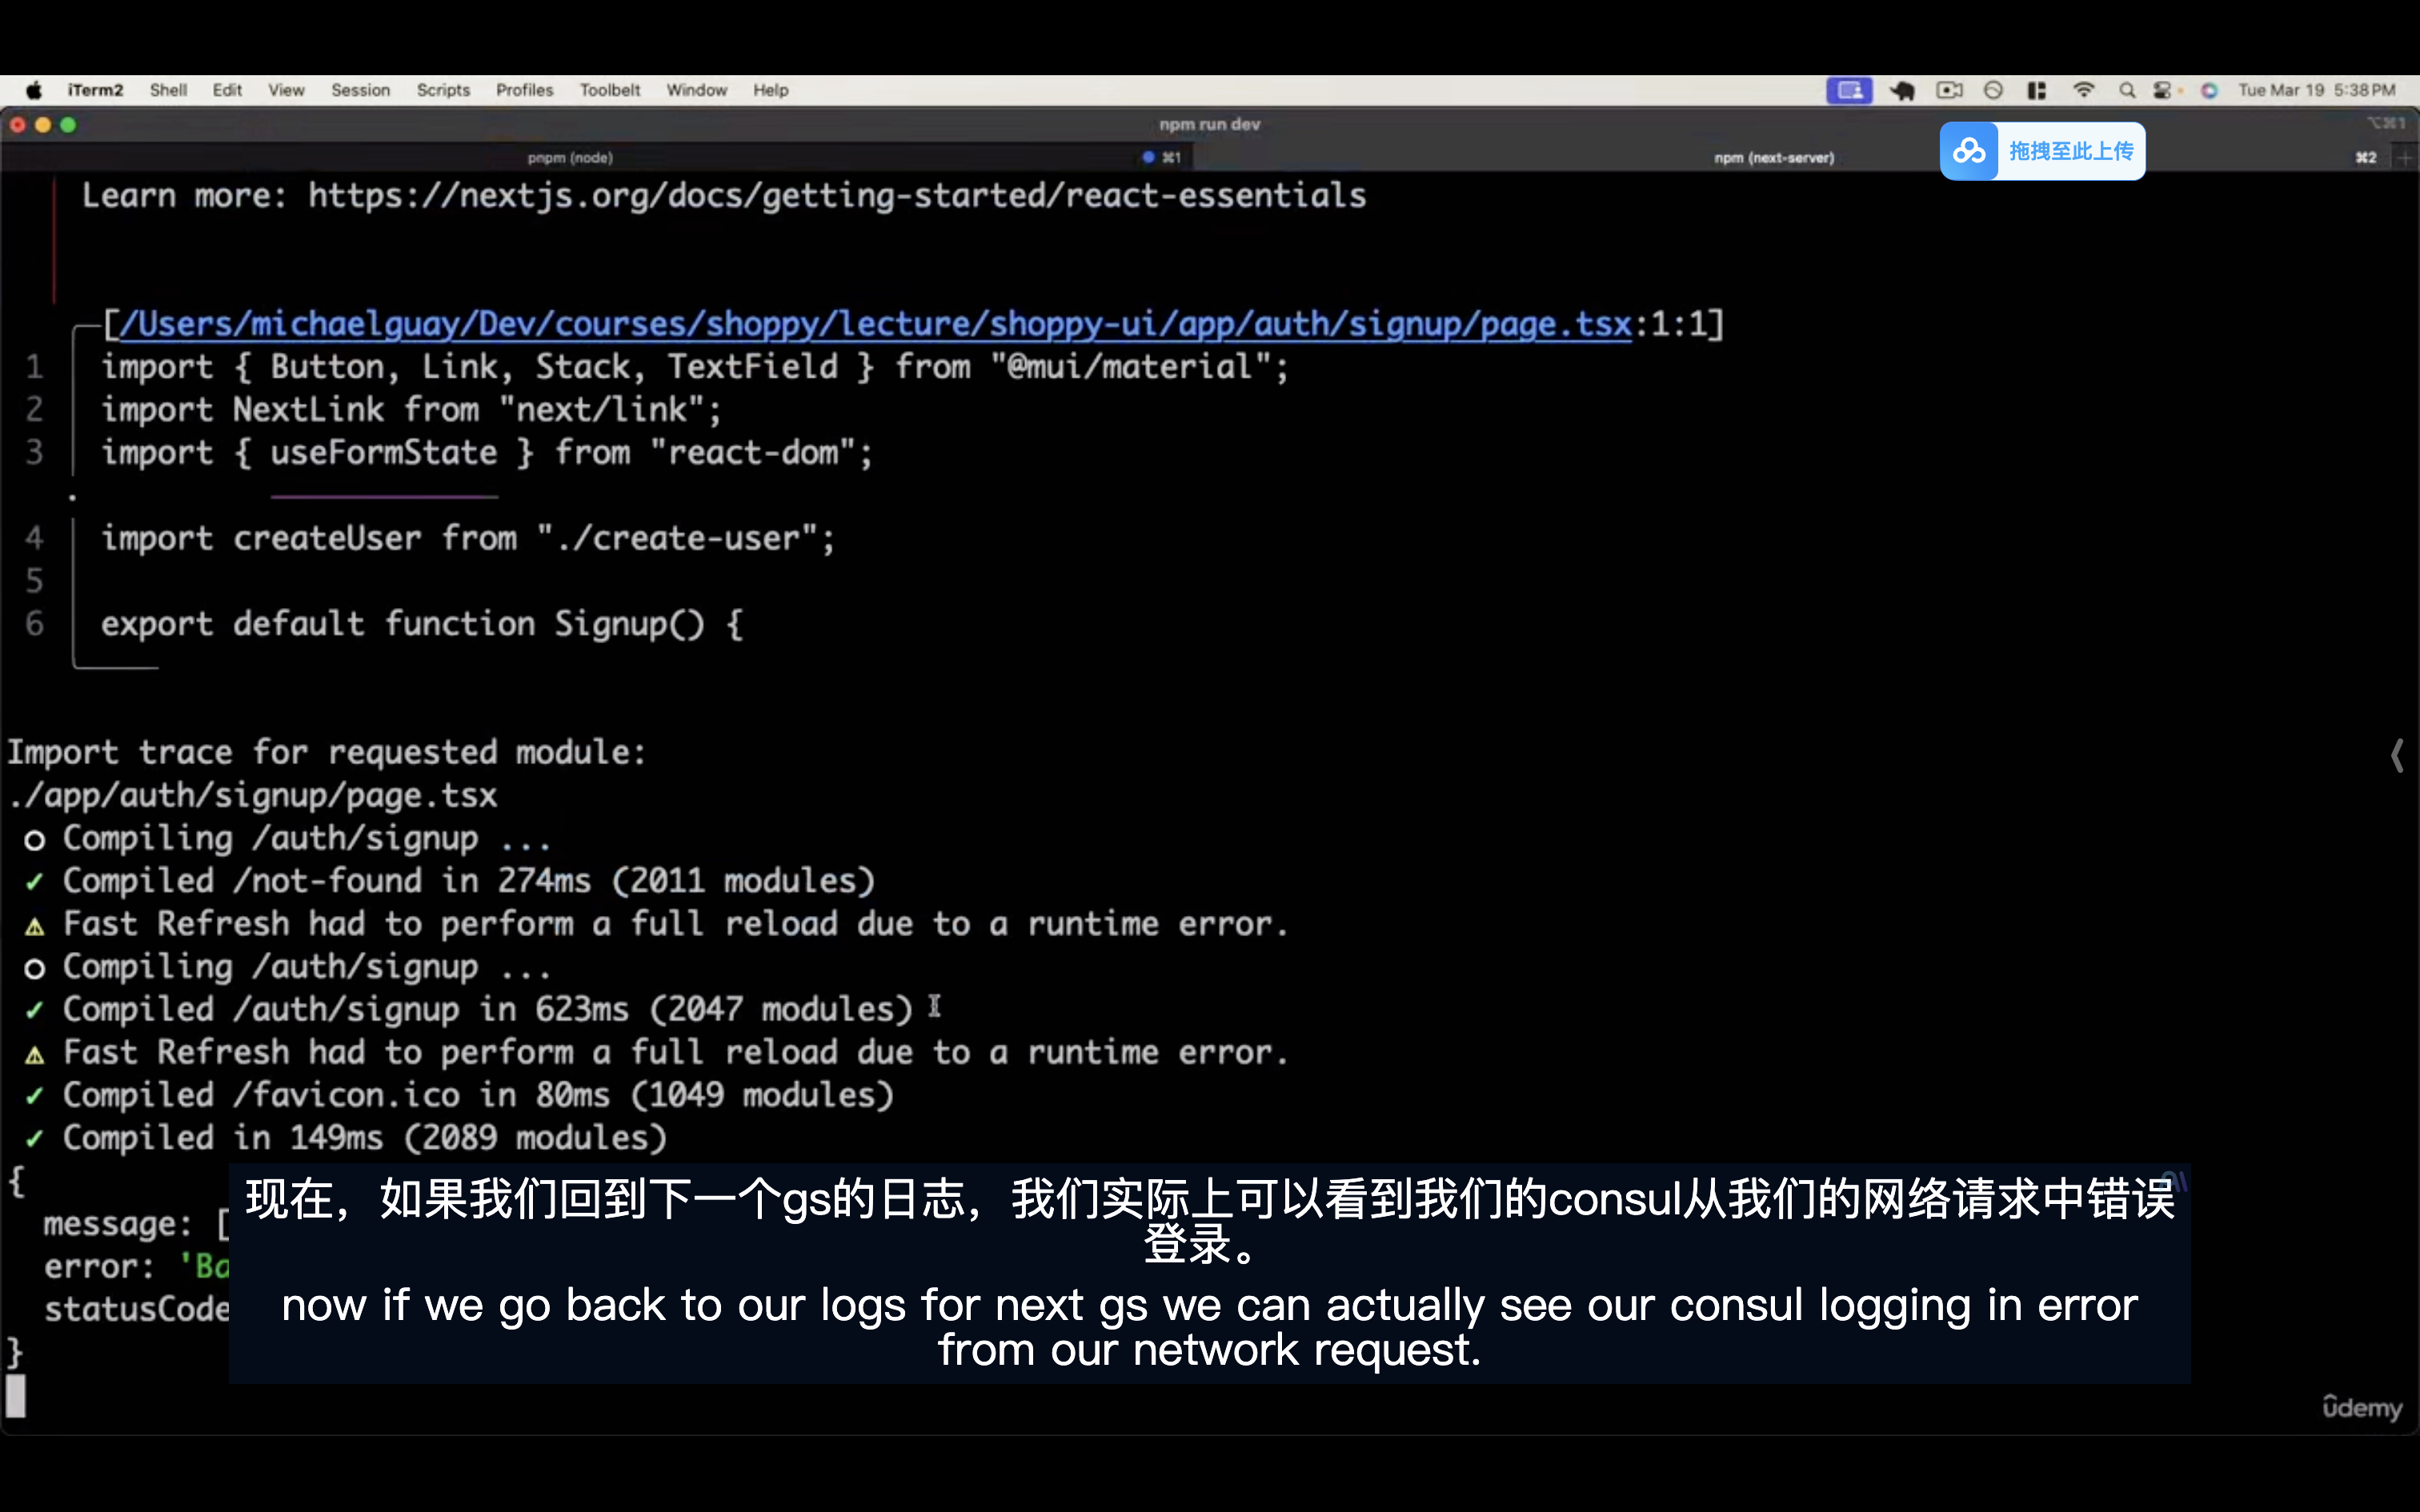 iTerm2 Shell Edit View Session Scripts Profiles Toolbelt Window Help Tue Mar 19 5:38 PM
npm run dev ⌥⌘1
pnpm (node) ⌘1 npm (next-server) ⌘2
拖拽至此上传
Learn more: https://nextjs.org/docs/getting-started/react-essentials
[/Users/michaelguay/Dev/courses/shoppy/lecture/shoppy-ui/app/auth/signup/page.tsx:1:1]
1 import { Button, Link, Stack, TextField } from "@mui/material";
2 import NextLink from "next/link";
3 import { useFormState } from "react-dom";
4 import createUser from "./create-user";
5
6 export default function Signup() {
Import trace for requested module:
./app/auth/signup/page.tsx
○ Compiling /auth/signup ...
✓ Compiled /not-found in 274ms (2011 modules)
⚠ Fast Refresh had to perform a full reload due to a runtime error.
○ Compiling /auth/signup ...
✓ Compiled /auth/signup in 623ms (2047 modules)
⚠ Fast Refresh had to perform a full reload due to a runtime error.
✓ Compiled /favicon.ico in 80ms (1049 modules)
✓ Compiled in 149ms (2089 modules)
{
message: [
error: 'Ba
statusCode
}
现在，如果我们回到下一个gs的日志，我们实际上可以看到我们的consul从我们的网络请求中错误
登录。
now if we go back to our logs for next gs we can actually see our consul logging in error
from our network request.
AI
ûdemy